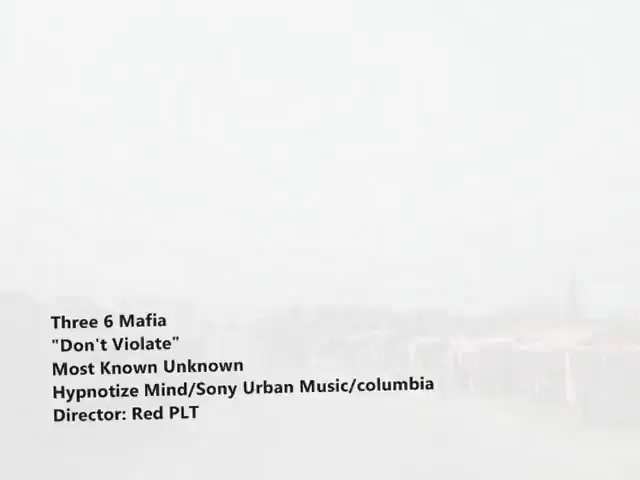 Three 6 Mafia
"Don't Violate"
Most Known Unknown
Hypnotize Mind/Sony Urban Music/columbia
Director: Red PLT